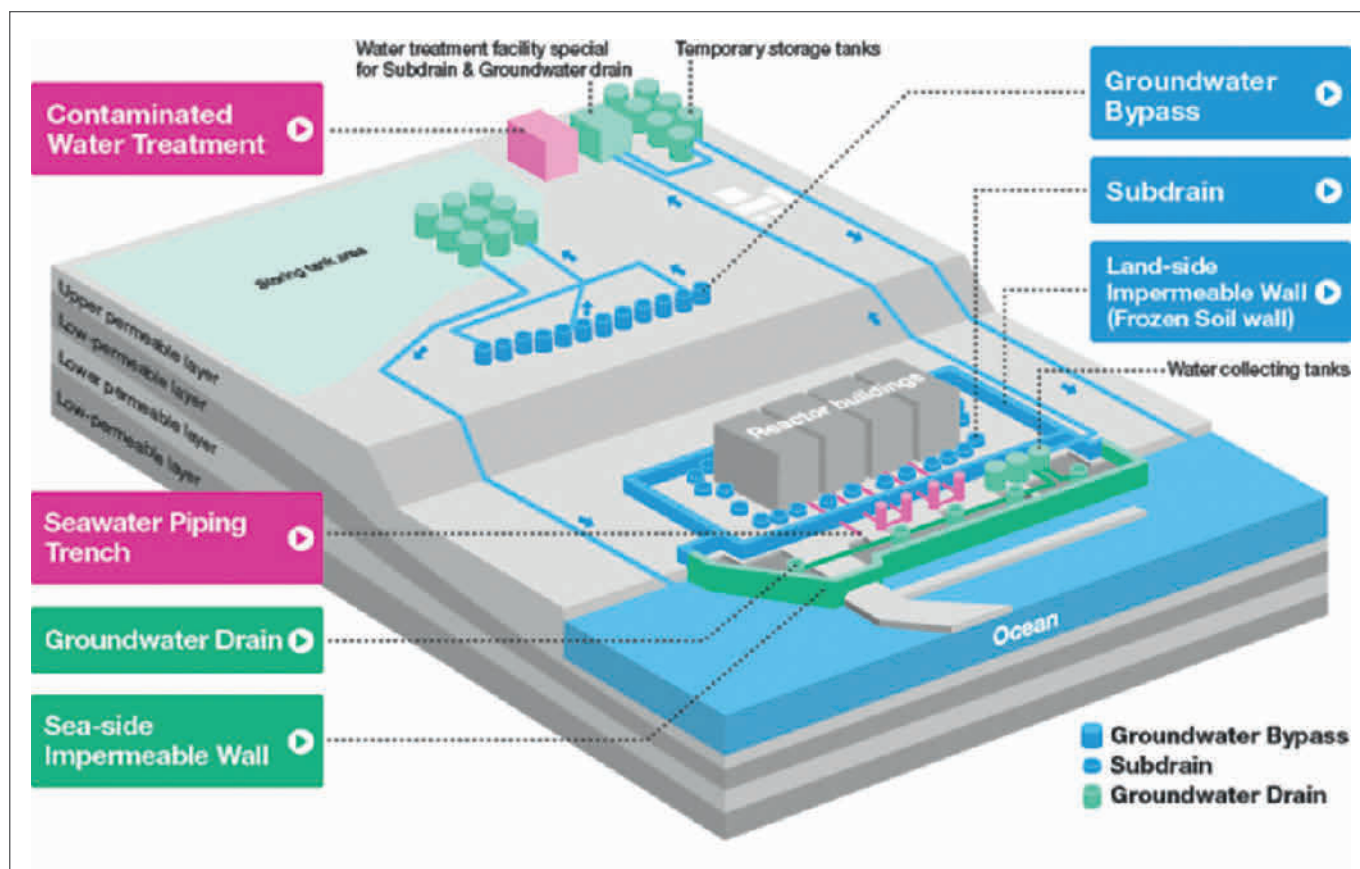 Water treatment facility special
for Subdrain & Groundwater drain
Temporary storage tanks
Contaminated
Water Treatment
Groundwater
Bypass
Subdrain
Land-side
Impermeable Wall
(Frozen Soil wall)
Water collecting tanks
Storing tank area
Upper permeable layer
Low-permeable layer
Lower permeable layer
Low-permeable layer
Reactor buildings
Seawater Piping
Trench
Groundwater Drain
Sea-side
Impermeable Wall
Ocean
Groundwater Bypass
Subdrain
Groundwater Drain